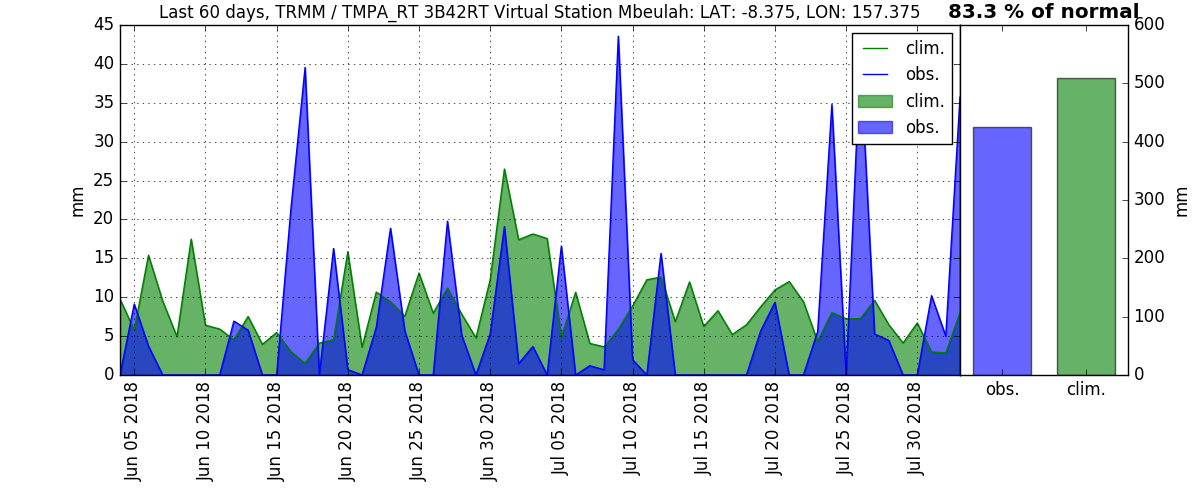 Last 60 days, TRMM / TMPA_RT 3B42RT Virtual Station Mbeulah: LAT: -8.375, LON: 157.375
83.3 % of normal
45
40
35
30
25
20
15
10
5
0
mm
clim.
obs.
clim.
obs.
600
500
400
300
200
100
0
mm
Jun 05 2018
Jun 10 2018
Jun 15 2018
Jun 20 2018
Jun 25 2018
Jun 30 2018
Jul 05 2018
Jul 10 2018
Jul 15 2018
Jul 20 2018
Jul 25 2018
Jul 30 2018
obs.
clim.